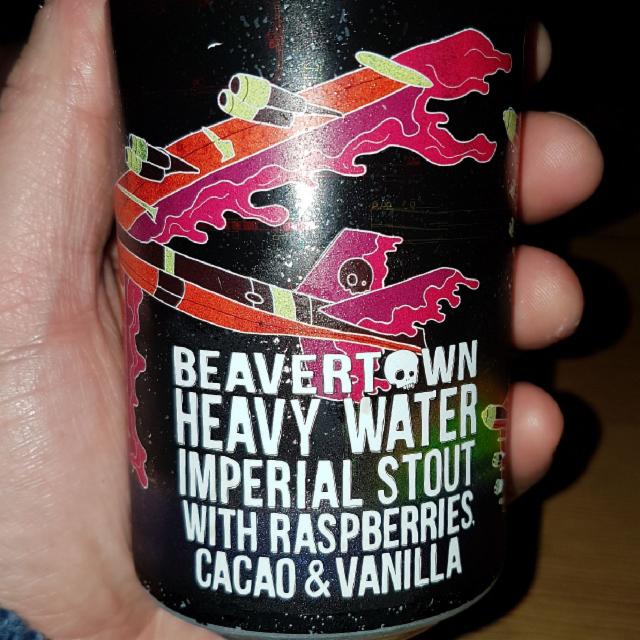 BEAVERTOWN
HEAVY WATER
IMPERIAL STOUT
WITH RASPBERRIES,
CACAO & VANILLA